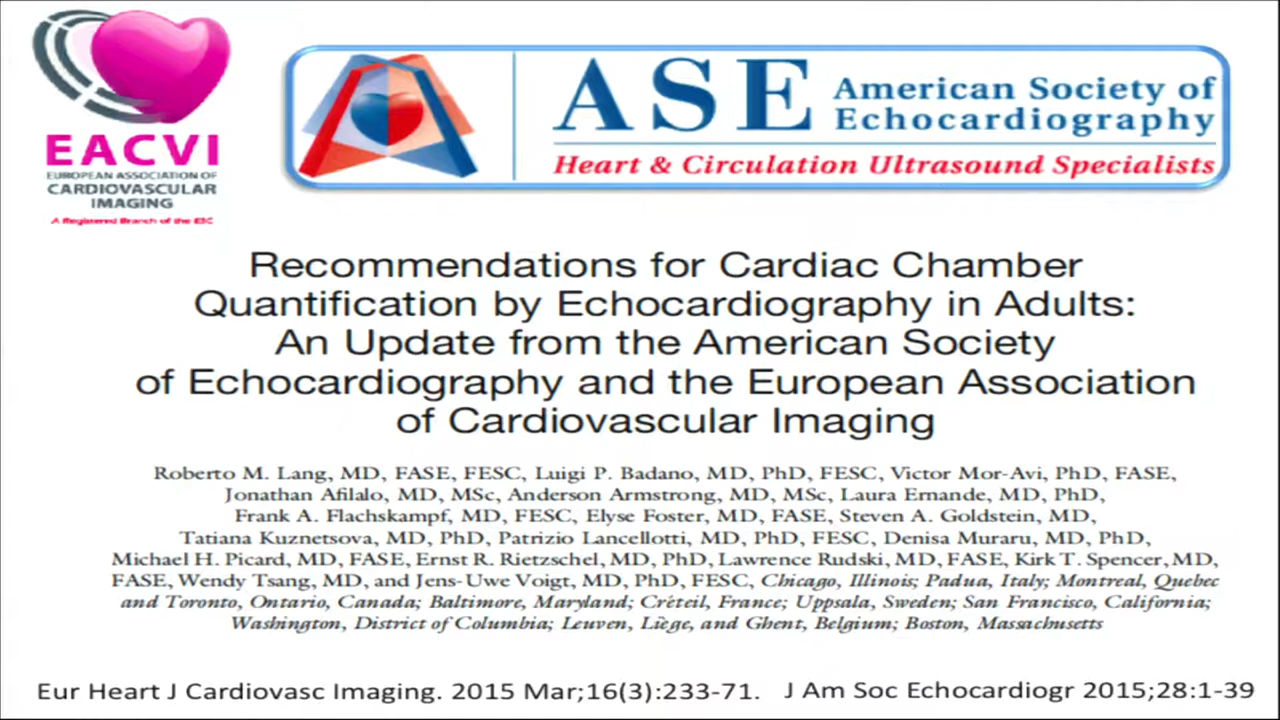 EACVI
EUROPEAN ASSOCIATION OF
CARDIOVASCULAR
IMAGING
A Registered Branch of the ESC
ASE
American Society of
Echocardiography
Heart & Circulation Ultrasound Specialists
Recommendations for Cardiac Chamber
Quantification by Echocardiography in Adults:
An Update from the American Society
of Echocardiography and the European Association
of Cardiovascular Imaging
Roberto M. Lang, MD, FASE, FESC, Luigi P. Badano, MD, PhD, FESC, Victor Mor-Avi, PhD, FASE,
Jonathan Afilalo, MD, MSc, Anderson Armstrong, MD, MSc, Laura Ernande, MD, PhD,
Frank A. Flachskampf, MD, FESC, Elyse Foster, MD, FASE, Steven A. Goldstein, MD,
Tatiana Kuznetsova, MD, PhD, Patrizio Lancellotti, MD, PhD, FESC, Denisa Muraru, MD, PhD,
Michael H. Picard, MD, FASE, Ernst R. Rietzschel, MD, PhD, Lawrence Rudski, MD, FASE, Kirk T. Spencer, MD,
FASE, Wendy Tsang, MD, and Jens-Uwe Voigt, MD, PhD, FESC, Chicago, Illinois; Padua, Italy; Montreal, Quebec
and Toronto, Ontario, Canada; Baltimore, Maryland; Créteil, France; Uppsala, Sweden; San Francisco, California;
Washington, District of Columbia; Leuven, Liège, and Ghent, Belgium; Boston, Massachusetts
Eur Heart J Cardiovasc Imaging. 2015 Mar;16(3):233-71. J Am Soc Echocardiogr 2015;28:1-39